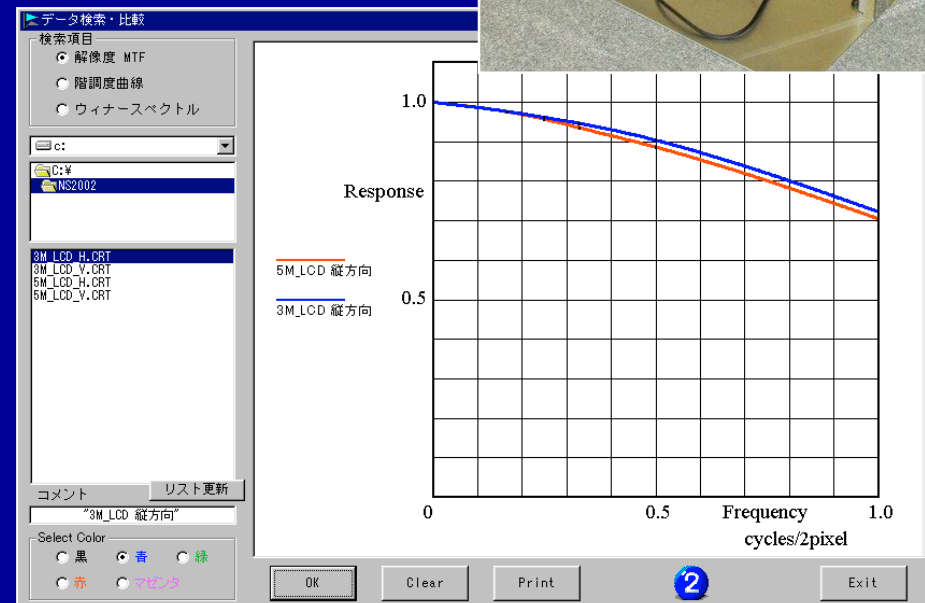 データ検索・比較
検索項目
解像度 MTF
階調度曲線
ウィナースペクトル
c:
C:¥
NS2002
3M_LCD_H.CRT
3M_LCD_V.CRT
5M_LCD_H.CRT
5M_LCD_V.CRT
コメント
リスト更新
"3M_LCD 縦方向"
Select Color
黒 青 緑
赤 マゼンタ
1.0
Response
5M_LCD 縦方向
0.5
3M_LCD 縦方向
0 0.5 Frequency 1.0
cycles/2pixel
OK Clear Print 2 Exit